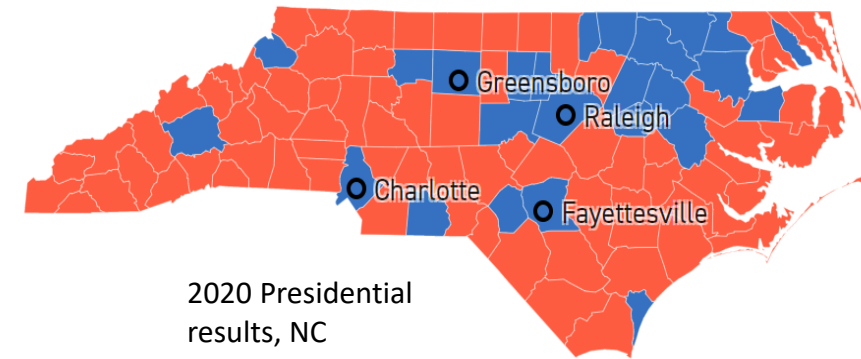 Greensboro
Raleigh
Charlotte
Fayettesville
2020 Presidential
results, NC